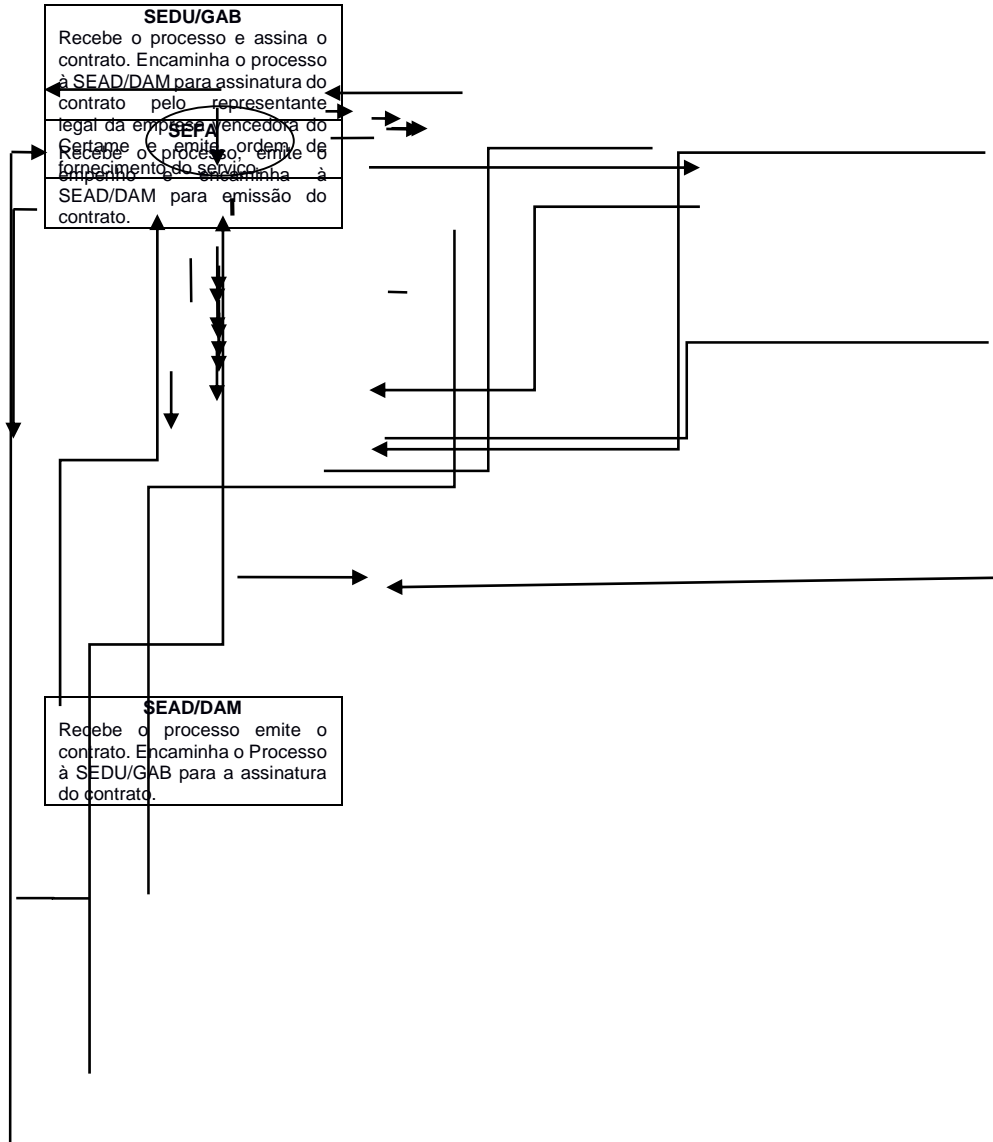 SEDU/GAB
Recebe o processo e assina o
contrato. Encaminha o processo
à SEAD/DAM para assinatura do
contrato pelo representante
legal da empresa vencedora do
Certame e emite ordem de
fornecimento do serviço.
SEFA
Recebe o processo, emite o
empenho e encaminha à
SEAD/DAM para emissão do
contrato.
SEAD/DAM
Recebe o processo emite o
contrato. Encaminha o Processo
à SEDU/GAB para a assinatura
do contrato.